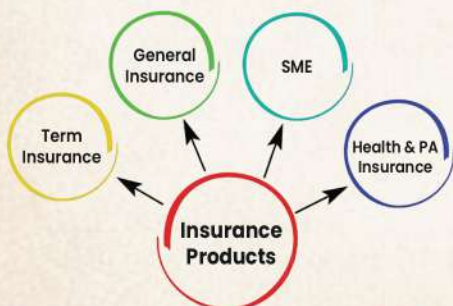 General
Insurance
SME
Term
Insurance
Health & PA
Insurance
Insurance
Products